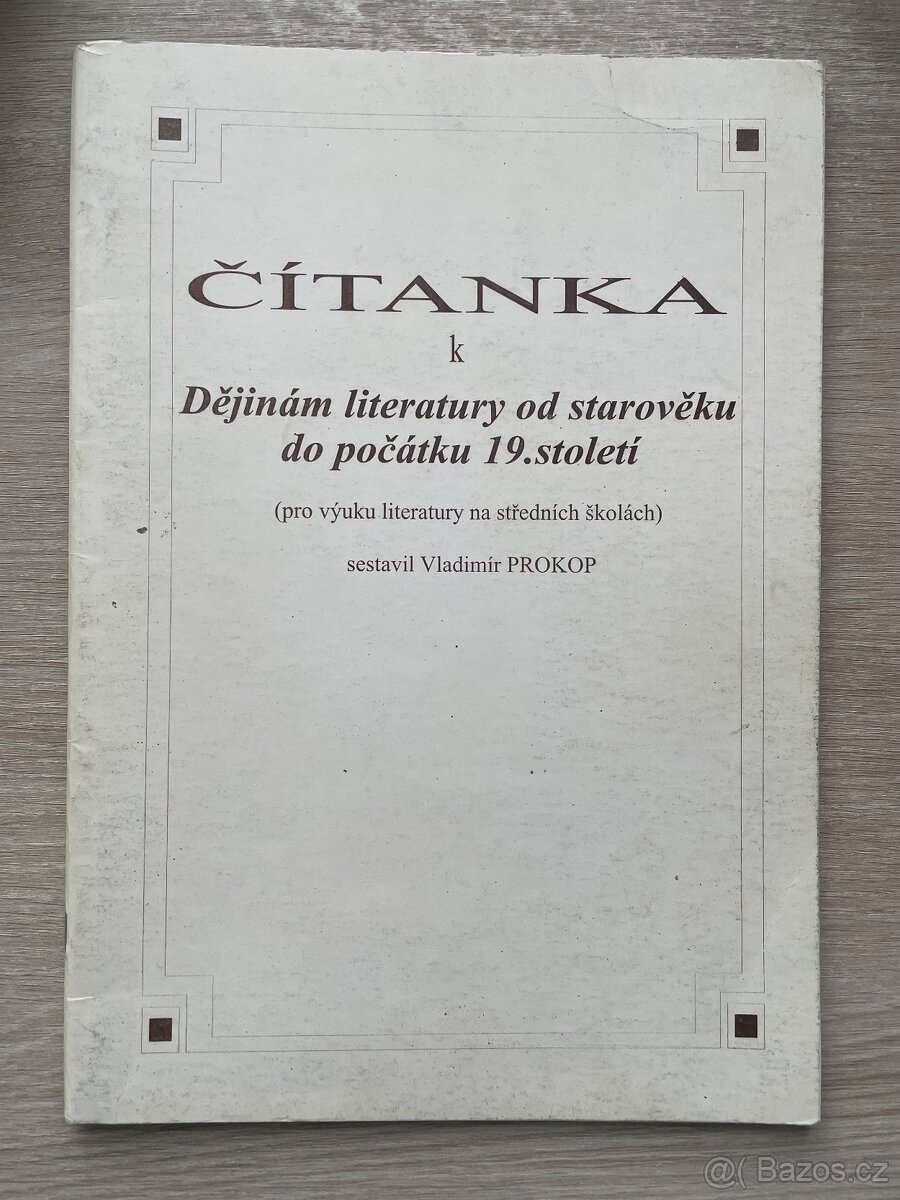 ČÍTANKA
k
Dějinám literatury od starověku
do počátku 19.století
(pro výuku literatury na středních školách)
sestavil Vladimír PROKOP
@( Bazos.cz